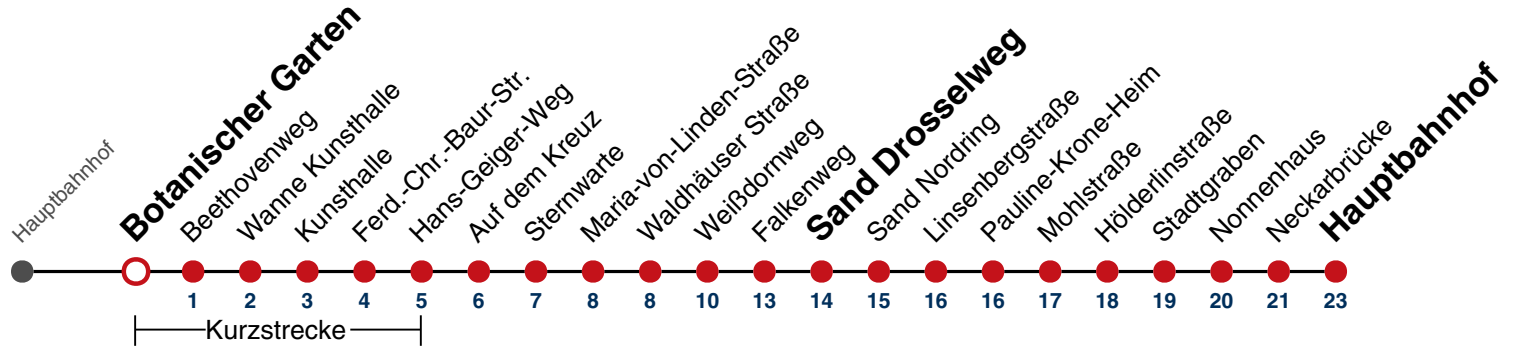 Hauptbahnhof
Botanischer Garten
Beethovenweg
Wanne Kunsthalle
Kunsthalle
Ferd.-Chr.-Baur-Str.
Hans-Geiger-Weg
Auf dem Kreuz
Sternwarte
Maria-von-Linden-Straße
Waldhäuser Straße
Weißdornweg
Falkenweg
Sand Drosselweg
Sand Nordring
Linsenbergstraße
Pauline-Krone-Heim
Mohlstraße
Hölderlinstraße
Stadtgraben
Nonnenhaus
Neckarbrücke
Hauptbahnhof
1 2 3 4 5 6 7 8 8 10 13 14 15 16 16 17 18 19 20 21 23
Kurzstrecke